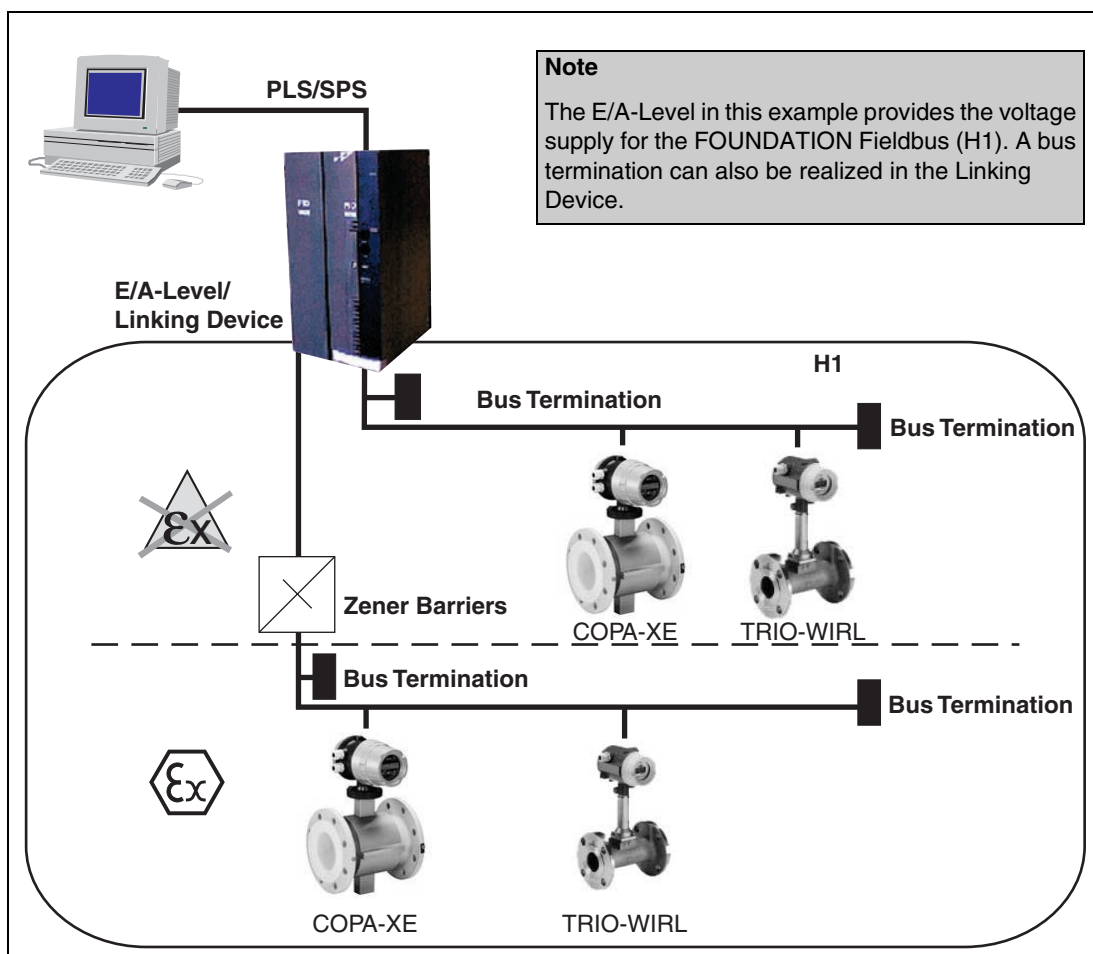 PLS/SPS
Note
The E/A-Level in this example provides the voltage
supply for the FOUNDATION Fieldbus (H1). A bus
termination can also be realized in the Linking
Device.
E/A-Level/
Linking Device
H1
Bus Termination
Bus Termination
εx
Zener Barriers
COPA-XE
TRIO-WIRL
Bus Termination
Bus Termination
εx
COPA-XE
TRIO-WIRL